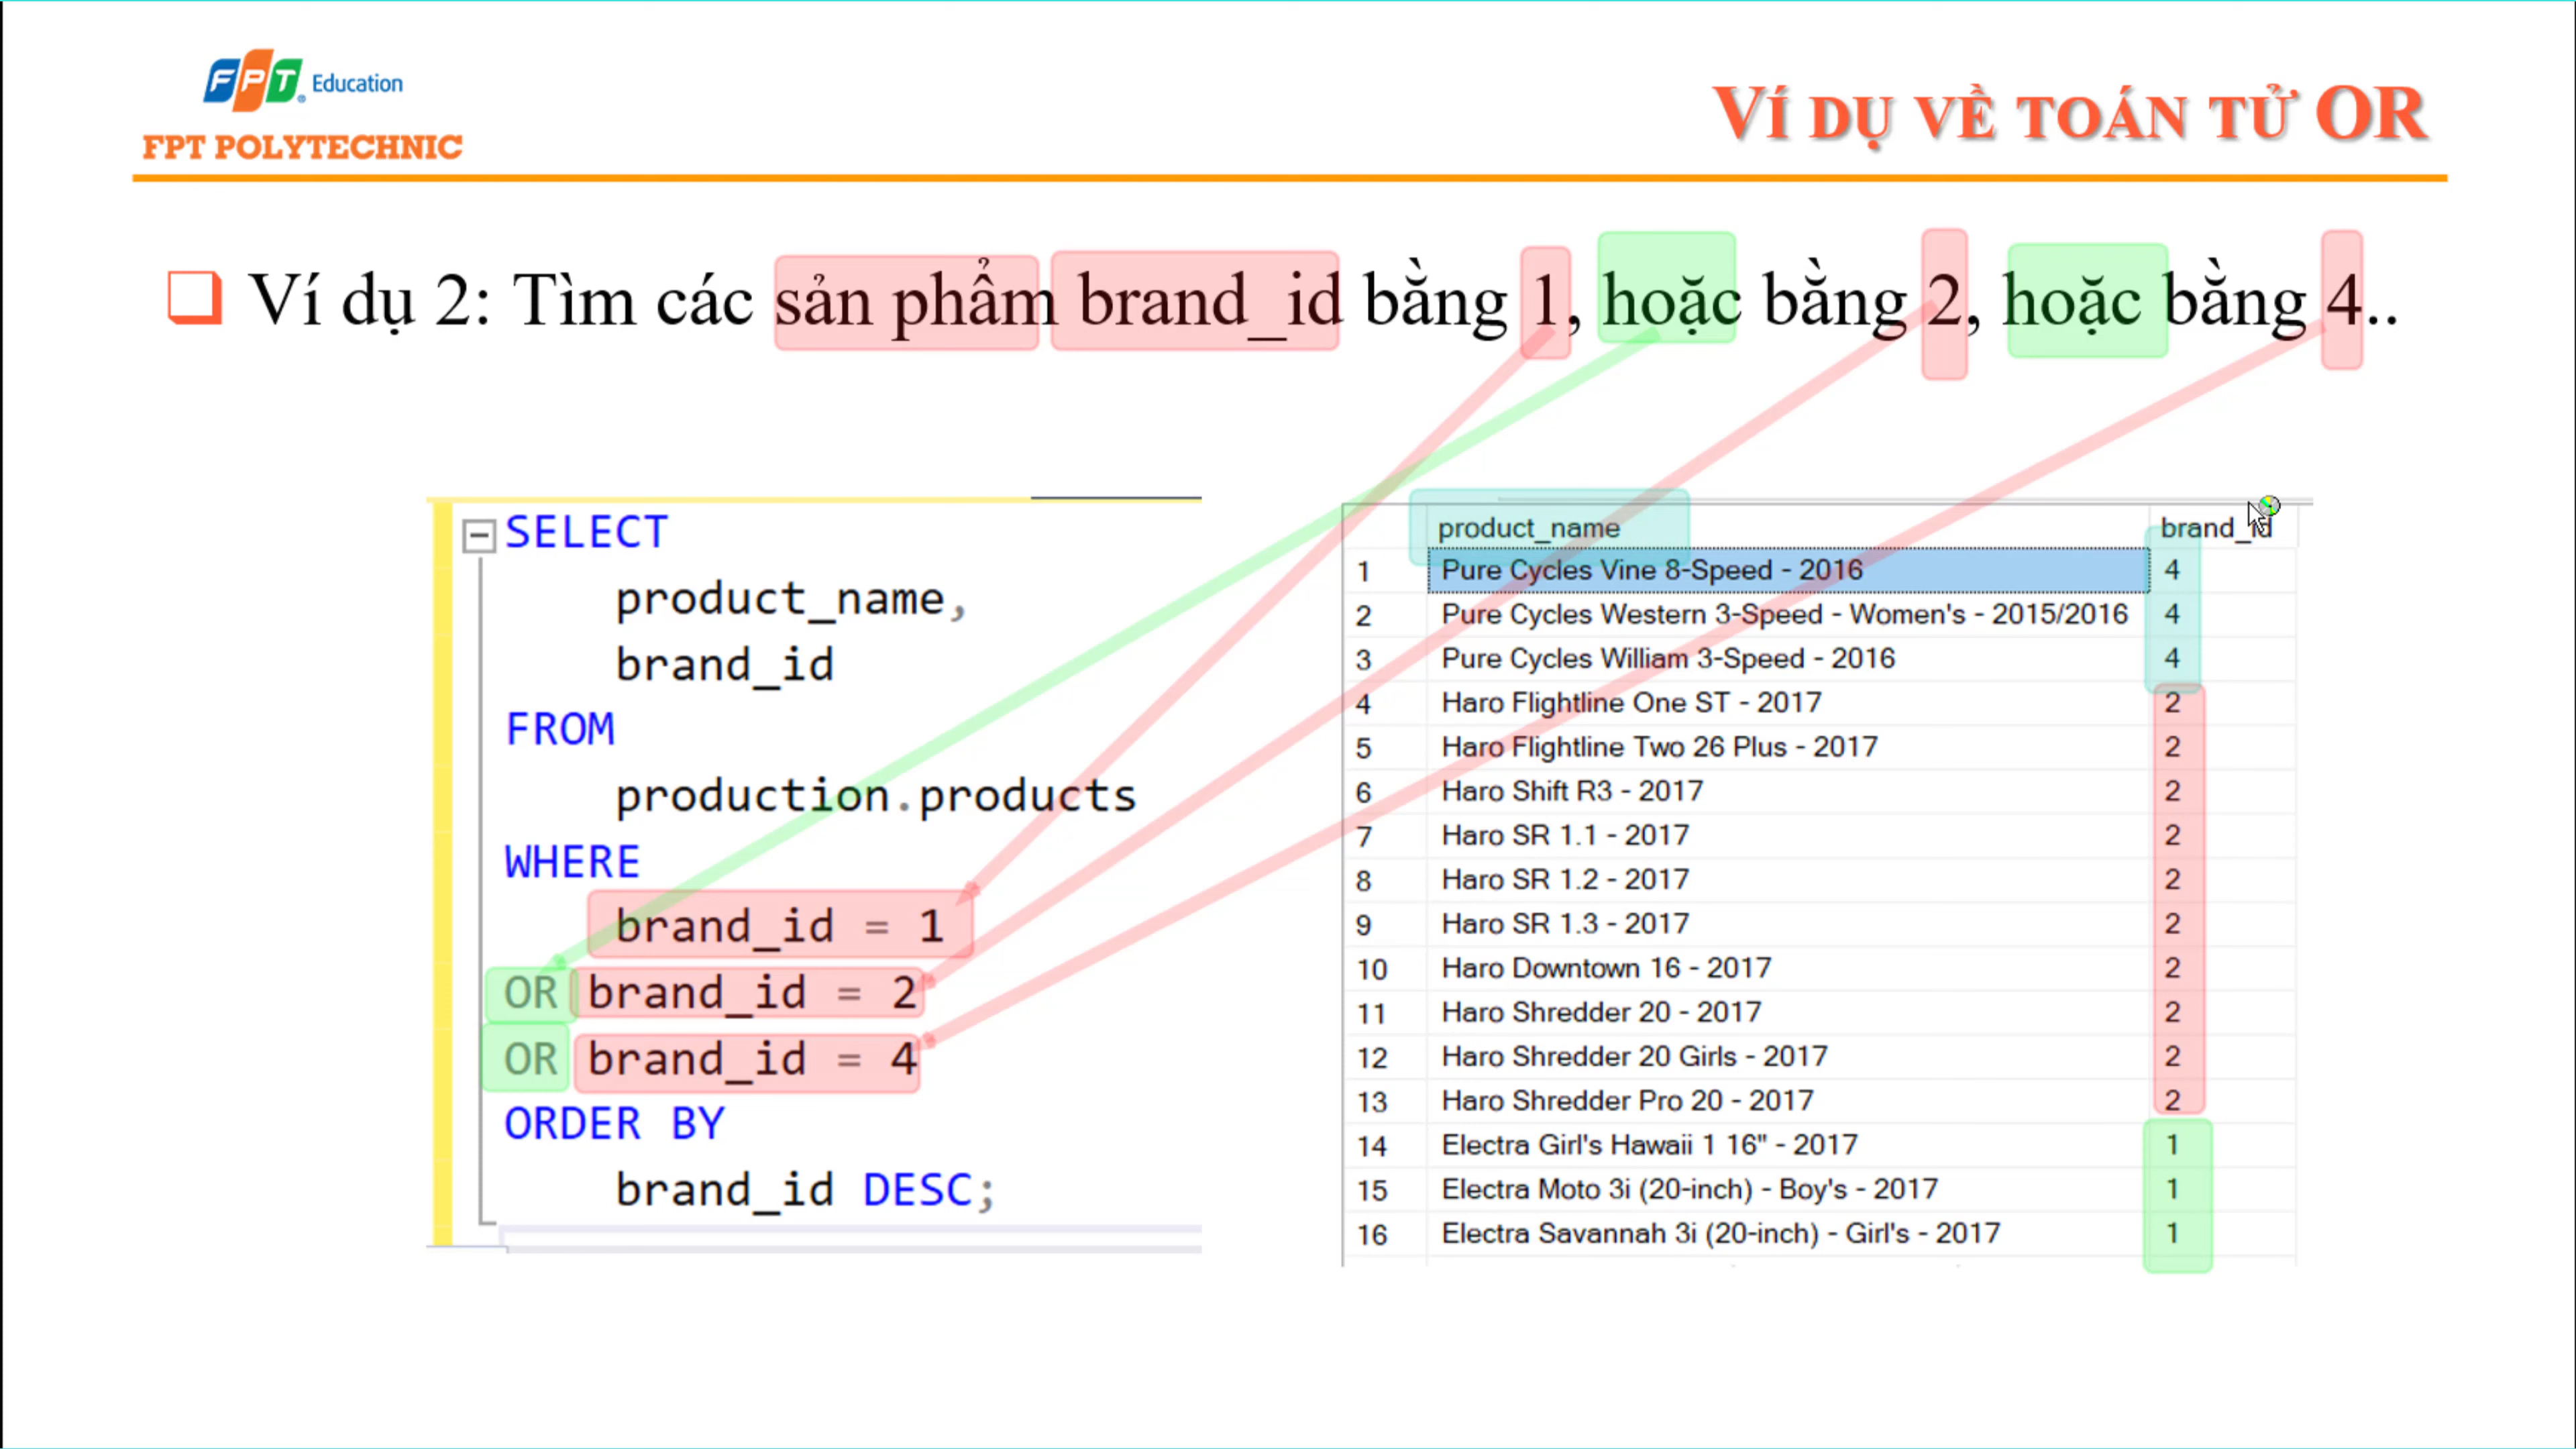 FPT Education
FPT POLYTECHNIC
VÍ DỤ VỀ TOÁN TỬ OR
Ví dụ 2: Tìm các sản phẩm brand_id bằng 1, hoặc bằng 2, hoặc bằng 4..
SELECT
product_name,
brand_id
FROM
production.products
WHERE
brand_id = 1
OR brand_id = 2
OR brand_id = 4
ORDER BY
brand_id DESC;
product_name brand_id
1 Pure Cycles Vine 8-Speed - 2016 4
2 Pure Cycles Western 3-Speed - Women's - 2015/2016 4
3 Pure Cycles William 3-Speed - 2016 4
4 Haro Flightline One ST - 2017 2
5 Haro Flightline Two 26 Plus - 2017 2
6 Haro Shift R3 - 2017 2
7 Haro SR 1.1 - 2017 2
8 Haro SR 1.2 - 2017 2
9 Haro SR 1.3 - 2017 2
10 Haro Downtown 16 - 2017 2
11 Haro Shredder 20 - 2017 2
12 Haro Shredder 20 Girls - 2017 2
13 Haro Shredder Pro 20 - 2017 2
14 Electra Girl's Hawaii 1 16" - 2017 1
15 Electra Moto 3i (20-inch) - Boy's - 2017 1
16 Electra Savannah 3i (20-inch) - Girl's - 2017 1